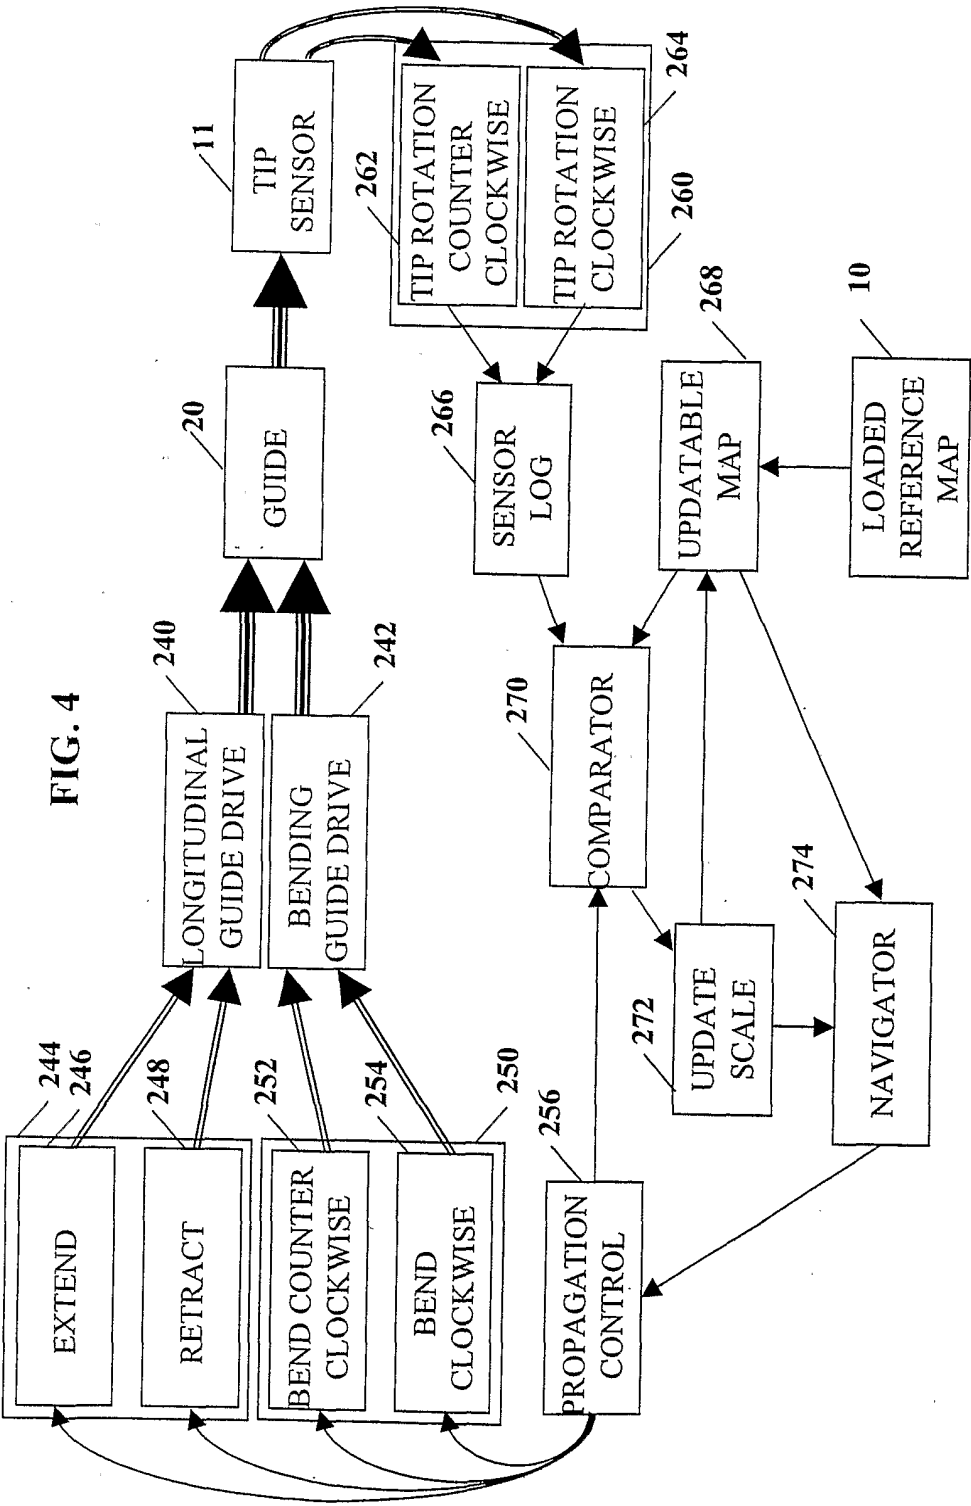 FIG. 4
244
246
EXTEND
248
RETRACT
252
BEND COUNTER
CLOCKWISE
254
BEND
CLOCKWISE
250
240
LONGITUDINAL
GUIDE DRIVE
BENDING
GUIDE DRIVE
242
20
GUIDE
11
TIP
SENSOR
262
TIP ROTATION
COUNTER
CLOCKWISE
TIP ROTATION
CLOCKWISE
264
260
266
SENSOR
LOG
256
PROPAGATION
CONTROL
270
COMPARATOR
268
UPDATABLE
MAP
272
UPDATE
SCALE
274
NAVIGATOR
10
LOADED
REFERENCE
MAP